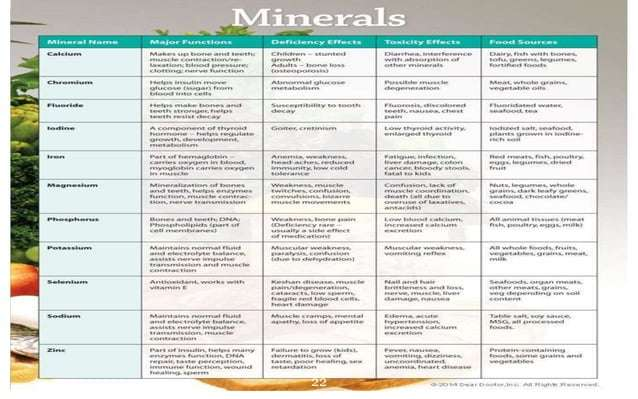 Minerals
Mineral Name Major Functions Deficiency Effects Toxicity Effects Food Sources
Calcium
Makes up bone and teeth;
muscle contraction/re-
laxation; blood pressure;
clotting; nerve function
Children – stunted
growth
Adults – bone loss
(osteoporosis)
Diarrhea, interference
with absorption of
other minerals
Dairy, fish with bones,
tofu, greens, legumes,
fortified foods
Chromium
Helps insulin move
glucose (sugar) from
blood into cells
Abnormal glucose
metabolism
Possible muscle
degeneration
Meat, whole grains,
vegetable oils
Fluoride
Helps make bones and
teeth stronger, helps
teeth resist decay
Susceptibility to tooth
decay
Fluorosis, discolored
teeth, nausea, chest
pain
Fluoridated water,
seafood, tea
Iodine
A component of thyroid
hormone – helps regulate
growth, development,
metabolism
Goiter, cretinism
Low thyroid activity,
enlarged thyroid
Iodized salt, seafood,
plants grown in iodine-
rich soil
Iron
Part of hemaglobin –
carries oxygen in blood,
myoglobin carries oxygen
in muscle
Anemia, weakness,
head-aches, reduced
immunity, low cold
tolerance
Fatigue, infection,
liver damage, colon
cancer, bloody stools,
fatal to kids
Red meats, fish, poultry,
eggs, legumes, dried
fruit
Magnesium
Mineralization of bones
and teeth, helps enzymes
function, muscle contrac-
tion, nerve transmission
Weakness, muscle
twitches, confusion,
convulsions, bizarre
muscle movements
Confusion, lack of
muscle coordination,
death (all due to
overuse of laxatives,
antacids)
Nuts, legumes, whole
grains, dark leafy greens,
seafood, chocolate/
cocoa
Phosphorus
Bones and teeth; DNA;
Phospholipids (part of
cell membranes)
Weakness, bone pain
(Deficiency rare –
usually a side effect
of medication)
Low blood calcium,
increased calcium
excretion
All animal tissues (meat
fish, poultry, eggs, milk)
Potassium
Maintains normal fluid
and electrolyte balance,
assists nerve impulse
transmission and muscle
contraction
Muscular weakness,
paralysis, confusion
(due to dehydration)
Muscular weakness,
vomiting reflex
All whole foods, fruits,
vegetables, grains, meat,
milk
Selenium
Antioxidant, works with
vitamin E
Keshan disease, muscle
pain/degeneration,
cataracts, low sperm,
fragile red blood cells,
heart damage
Nail and hair
brittleness and loss,
nerve, muscle, liver
damage, nausea
Seafoods, organ meats,
other meats, grains,
veg depending on soil
content
Sodium
Maintains normal fluid
and electrolyte balance,
assists nerve impulse
transmission, muscle
contraction
Muscle cramps, mental
apathy, loss of appetite
Edema, acute
hypertension,
increased calcium
excretion
Table salt, soy sauce,
MSG, all processed
foods.
Zinc
Part of insulin, helps many
enzymes function, DNA
repair, taste perception,
immune function, wound
healing, sperm
Failure to grow (kids),
dermatitis, loss of
taste, poor healing, sex
retardation
Fever, nausea,
vomiting, dizziness,
uncoordinated,
anemia, heart disease
Protein-containing
foods, some grains and
vegetables
22
©2014 Dear Doctor, Inc. All Rights Reserved.